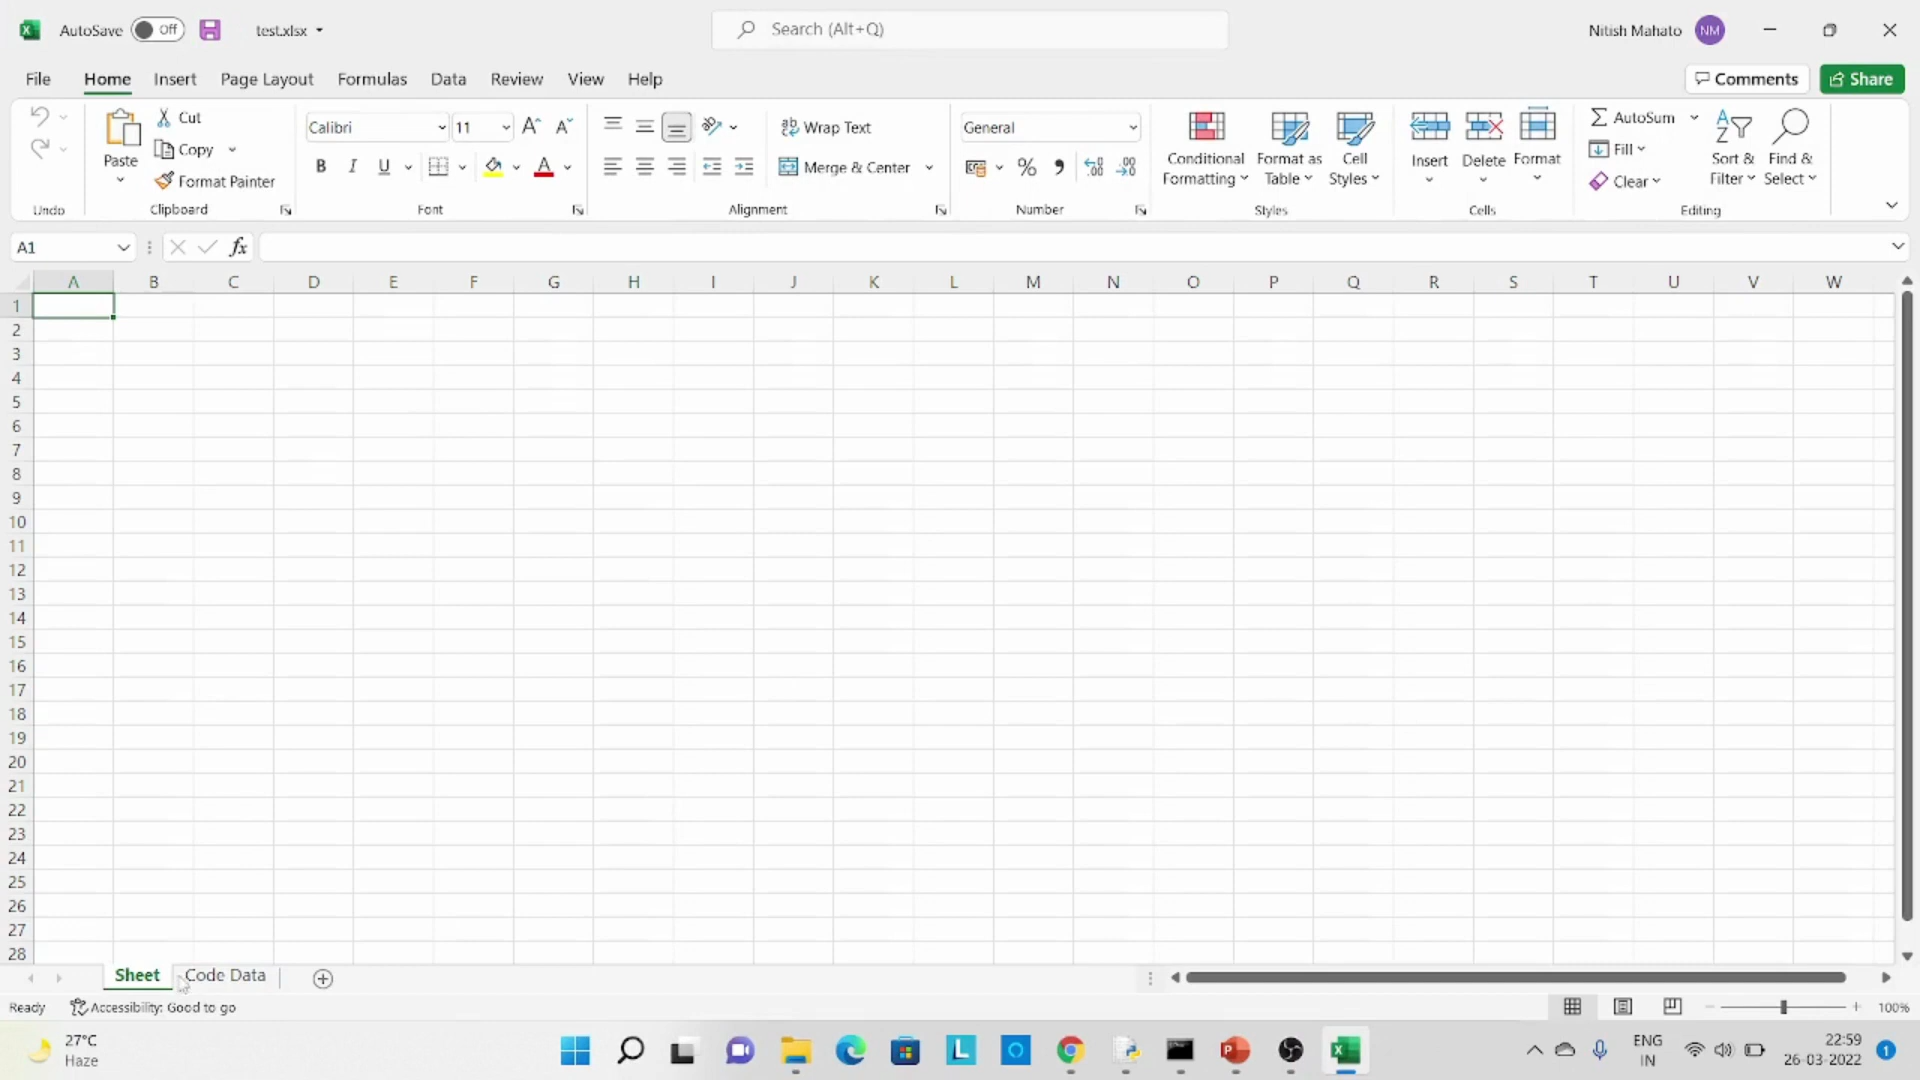 AutoSave Off test.xlsx Search (Alt+Q) Nitish Mahato NM
File Home Insert Page Layout Formulas Data Review View Help Comments Share
Cut
Copy
Format Painter
Paste
Undo
Clipboard
Calibri 11
B I U A
Font
Wrap Text
Merge & Center
Alignment
General
%
Number
Conditional Formatting
Format as Table
Cell Styles
Styles
Insert Delete Format
Cells
AutoSum
Fill
Clear
Sort & Filter
Find & Select
Editing
A1 fx
A B C D E F G H I J K L M N O P Q R S T U V W
1
2
3
4
5
6
7
8
9
10
11
12
13
14
15
16
17
18
19
20
21
22
23
24
25
26
27
28
Sheet Code Data
Ready Accessibility: Good to go 100%
27°C
Haze
ENG
IN
22:59
26-03-2022
1